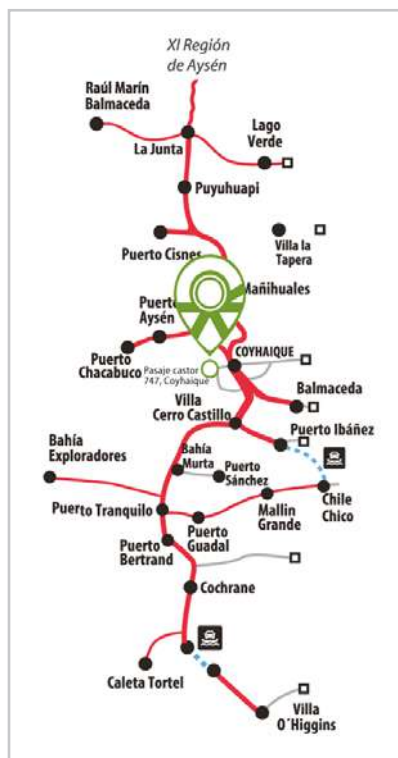 XI Región
de Aysén
Raúl Marín
Balmaceda
La Junta
Lago
Verde
Puyuhuapi
Puerto Cisnes
Villa la
Tapera
Mañihuales
Puerto
Aysén
Puerto
Chacabuco
Pasaje castor
747, Coyhaique
COYHAIQUE
Balmaceda
Villa
Cerro Castillo
Puerto Ibáñez
Bahía
Exploradores
Bahía
Murta
Puerto
Sánchez
Chile
Chico
Mallin
Grande
Puerto Tranquilo
Puerto
Guadal
Puerto
Bertrand
Cochrane
Caleta Tortel
Villa
O´Higgins